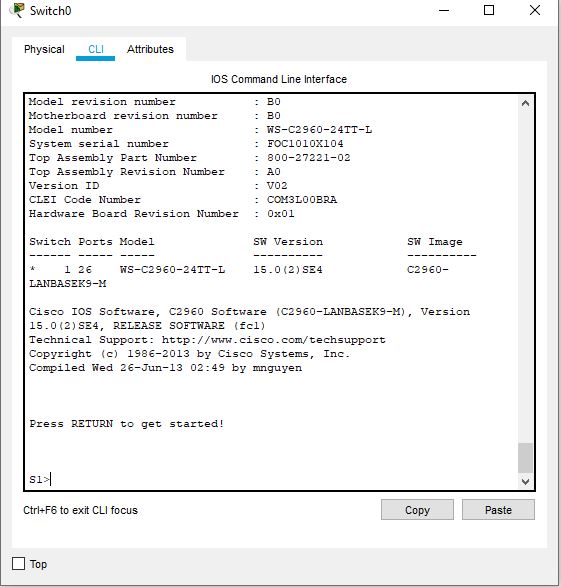 Switch0
Physical CLI Attributes
IOS Command Line Interface
Model revision number : B0
Motherboard revision number : B0
Model number : WS-C2960-24TT-L
System serial number : FOC1010X104
Top Assembly Part Number : 800-27221-02
Top Assembly Revision Number : A0
Version ID : V02
CLEI Code Number : COM3L00BRA
Hardware Board Revision Number : 0x01
Switch Ports Model SW Version SW Image
------ ----- ----- ---------- ----------
* 1 26 WS-C2960-24TT-L 15.0(2)SE4 C2960-
LANBASEK9-M
Cisco IOS Software, C2960 Software (C2960-LANBASEK9-M), Version
15.0(2)SE4, RELEASE SOFTWARE (fc1)
Technical Support: http://www.cisco.com/techsupport
Copyright (c) 1986-2013 by Cisco Systems, Inc.
Compiled Wed 26-Jun-13 02:49 by mnguyen
Press RETURN to get started!
S1>
Ctrl+F6 to exit CLI focus Copy Paste
Top